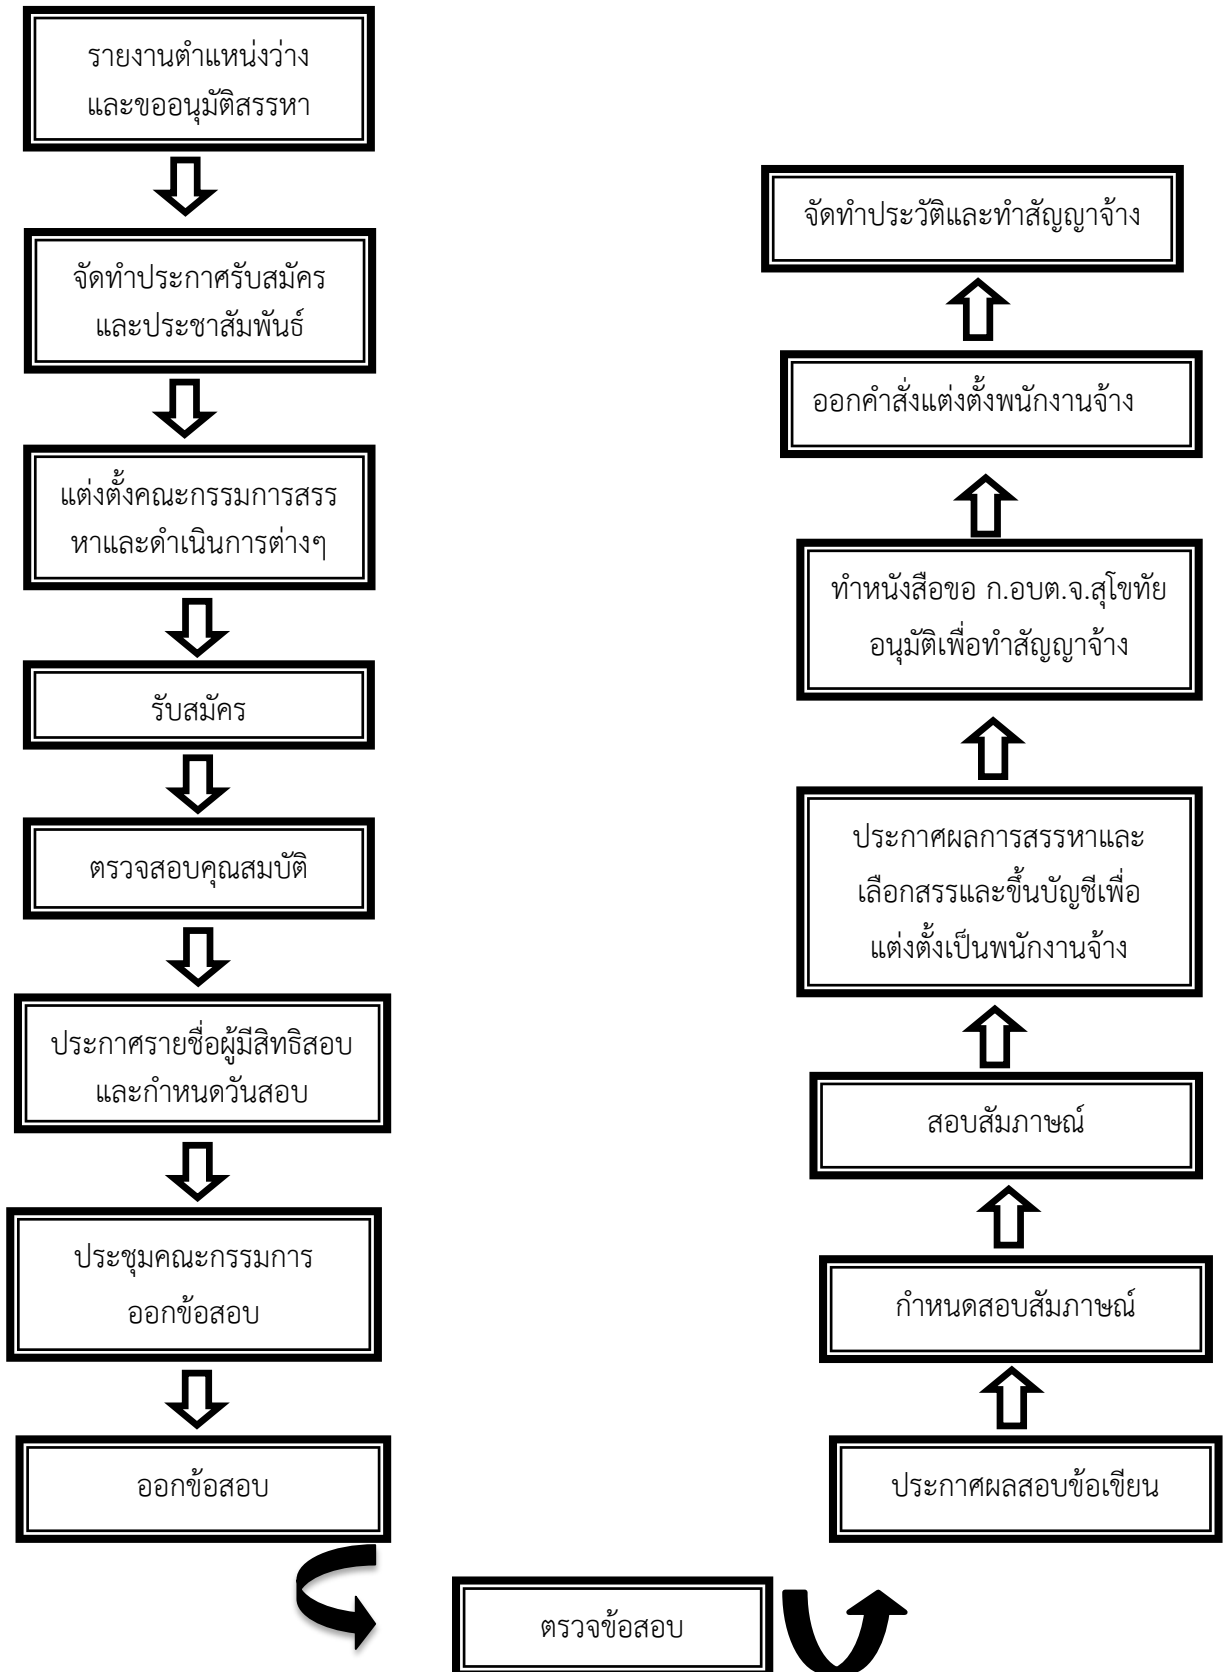 รายงานตำแหน่งว่าง
และขออนุมัติสรรหา
จัดทำประกาศรับสมัคร
และประชาสัมพันธ์
แต่งตั้งคณะกรรมการสรร
หาและดำเนินการต่างๆ
รับสมัคร
ตรวจสอบคุณสมบัติ
ประกาศรายชื่อผู้มีสิทธิสอบ
และกำหนดวันสอบ
ประชุมคณะกรรมการ
ออกข้อสอบ
ออกข้อสอบ
ตรวจข้อสอบ
ประกาศผลสอบข้อเขียน
กำหนดสอบสัมภาษณ์
สอบสัมภาษณ์
ประกาศผลการสรรหาและ
เลือกสรรและขึ้นบัญชีเพื่อ
แต่งตั้งเป็นพนักงานจ้าง
ทำหนังสือขอ ก.อบต.จ.สุโขทัย
อนุมัติเพื่อทำสัญญาจ้าง
ออกคำสั่งแต่งตั้งพนักงานจ้าง
จัดทำประวัติและทำสัญญาจ้าง